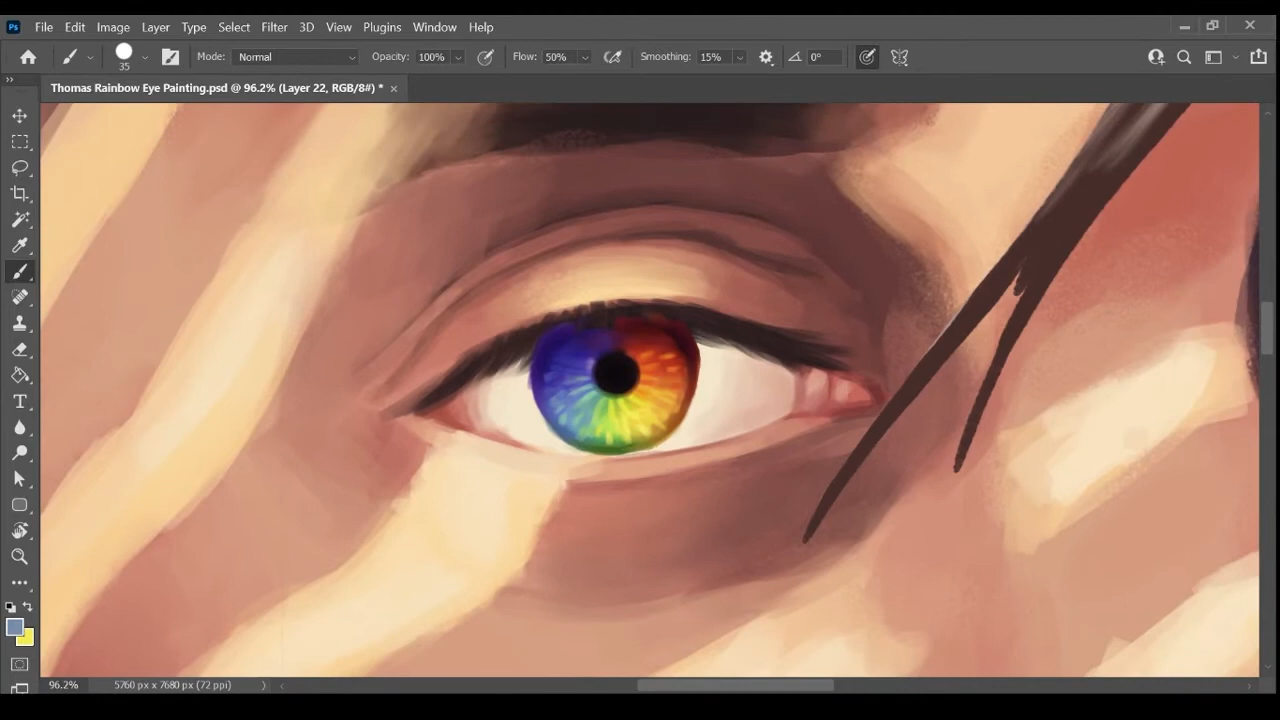 Ps File Edit Image Layer Type Select Filter 3D View Plugins Window Help
35 Mode: Normal Opacity: 100% Flow: 50% Smoothing: 15% 0°
Thomas Rainbow Eye Painting.psd @ 96.2% (Layer 22, RGB/8#) * ×
96.2% 5760 px x 7680 px (72 ppi)